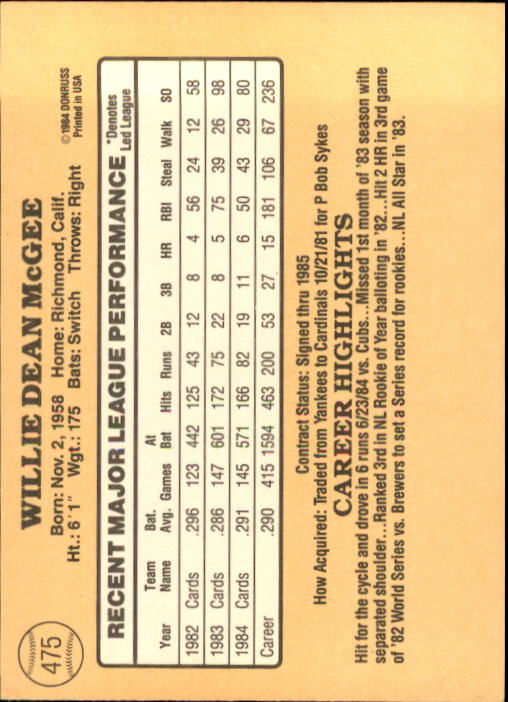 475
WILLIE DEAN McGEE
Born: Nov. 2, 1958 Home: Richmond, Calif.
Ht.: 6'1" Wgt.: 175 Bats: Switch Throws: Right
© 1984 DONRUSS
Printed in USA
RECENT MAJOR LEAGUE PERFORMANCE *Denotes Led League
Year Team Name Bat. Avg. Games At Bat Hits Runs 2B 3B HR RBI Steal Walk SO
1982 Cards .296 123 442 125 43 12 8 4 56 24 12 58
1983 Cards .286 147 601 172 75 22 8 5 75 39 26 98
1984 Cards .291 145 571 166 82 19 11 6 50 43 29 80
Career .290 415 1594 463 200 53 27 15 181 106 67 236
Contract Status: Signed thru 1985
How Acquired: Traded from Yankees to Cardinals 10/21/81 for P Bob Sykes
CAREER HIGHLIGHTS
Hit for the cycle and drove in 6 runs 6/23/84 vs. Cubs...Missed 1st month of '83 season with
separated shoulder...Ranked 3rd in NL Rookie of Year balloting in '82...Hit 2 HR in 3rd game
of '82 World Series vs. Brewers to set a Series record for rookies...NL All Star in '83.